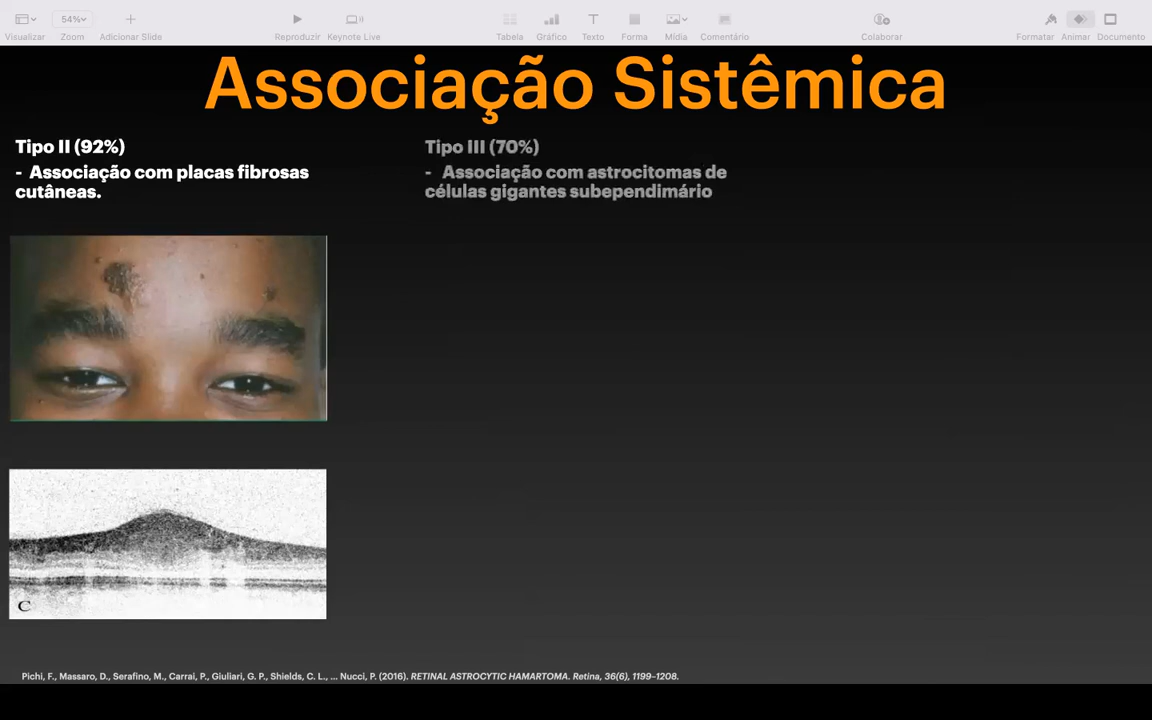 54%
Visualizar
Zoom
Adicionar Slide
Reproduzir
Keynote Live
Tabela
Gráfico
Texto
Forma
Mídia
Comentário
Colaborar
Formatar
Animar
Documento
Associação Sistêmica
Tipo II (92%)
- Associação com placas fibrosas
cutâneas.
Tipo III (70%)
- Associação com astrocitomas de
células gigantes subependimário
C
Pichi, F., Massaro, D., Serafino, M., Carrai, P., Giuliari, G. P., Shields, C. L., ... Nucci, P. (2016). RETINAL ASTROCYTIC HAMARTOMA. Retina, 36(6), 1199–1208.